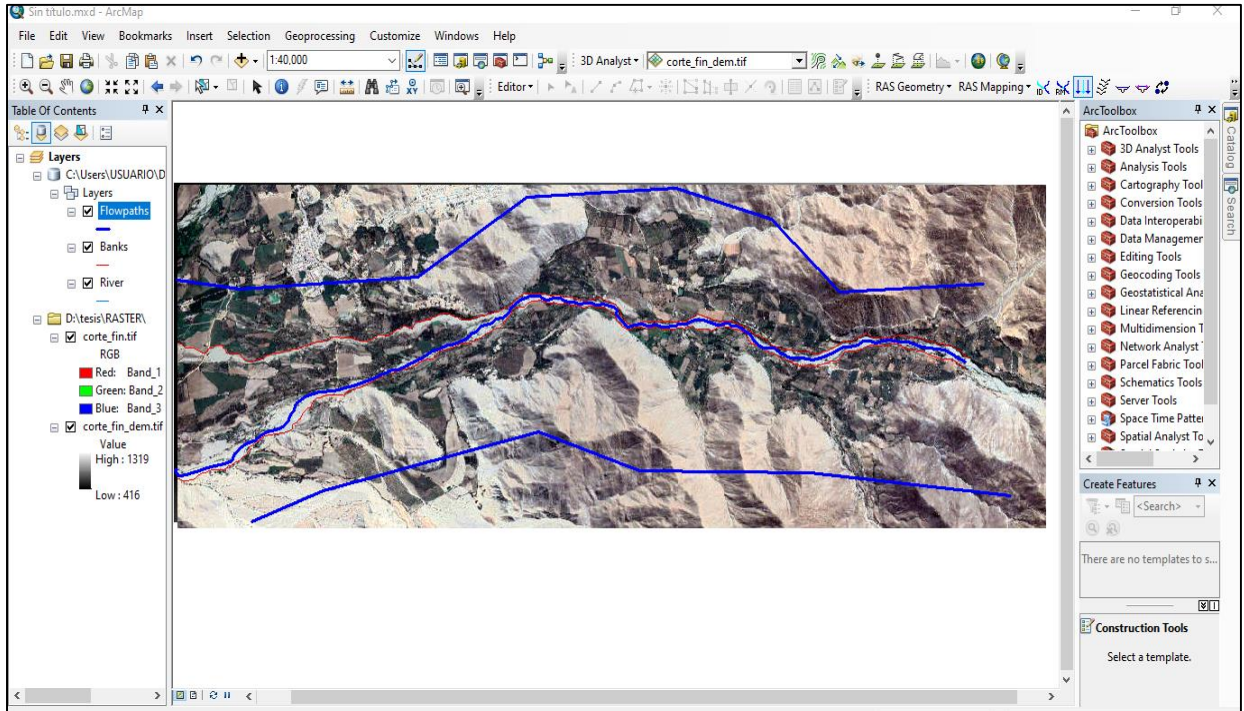 Sin título.mxd - ArcMap
File Edit View Bookmarks Insert Selection Geoprocessing Customize Windows Help
1:40,000
3D Analyst
corte_fin_dem.tif
Editor
RAS Geometry RAS Mapping
Table Of Contents
Layers
C:\Users\USUARIO\D
Layers
Flowpaths
Banks
River
D:\tesis\RASTER\
corte_fin.tif
RGB
Red: Band_1
Green: Band_2
Blue: Band_3
corte_fin_dem.tif
Value
High : 1319
Low : 416
ArcToolbox
ArcToolbox
3D Analyst Tools
Analysis Tools
Cartography Tool
Conversion Tools
Data Interoperabi
Data Managemer
Editing Tools
Geocoding Tools
Geostatistical Ana
Linear Referencin
Multidimension T
Network Analyst
Parcel Fabric Tool
Schematics Tools
Server Tools
Space Time Patter
Spatial Analyst To
Catalog
Search
Create Features
<Search>
There are no templates to s...
Construction Tools
Select a template.